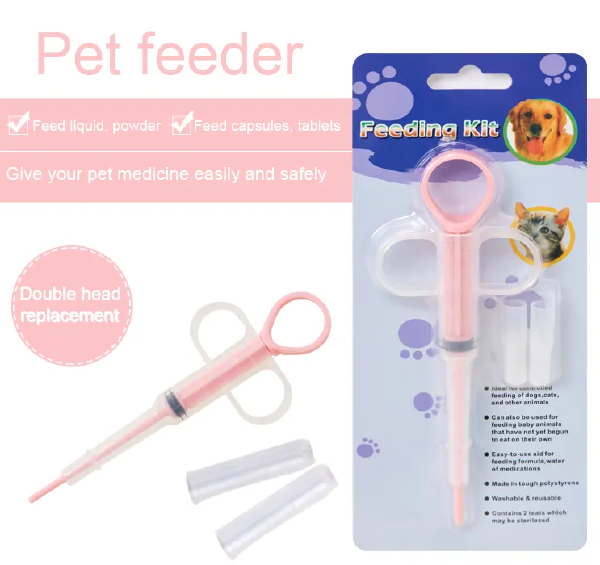 Pet feeder
Feed liquid, powder Feed capsules, tablets
Give your pet medicine easily and safely
Double head
replacement
Feeding Kit
Ideal for controlled
feeding of dogs,cats,
and other animals
Can also be used for
feeding baby animals
that have not yet begun
to eat on their own
Easy-to-use aid for
feeding formula,water
of medications
Made in tough polystyrene
Washable & reusable
Contains 2 teats which
may be sterilized